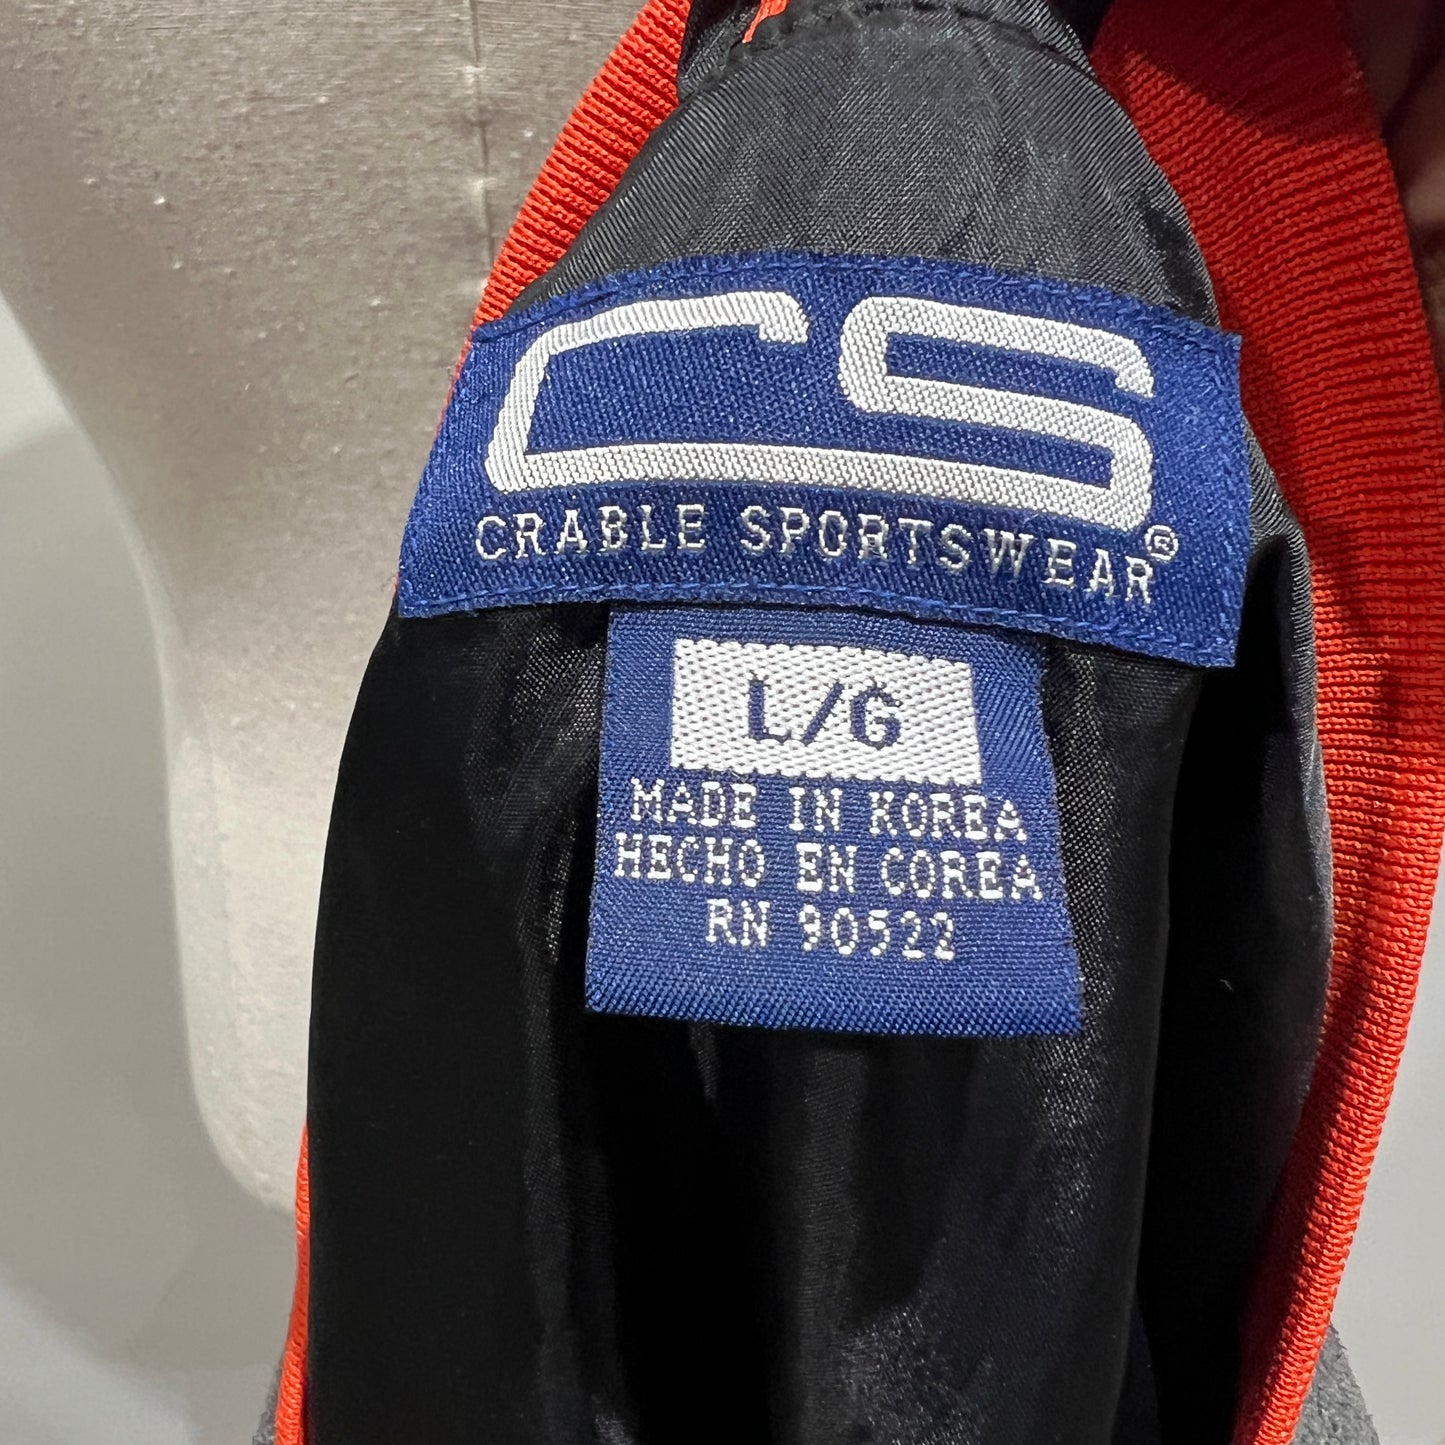 CS
CRABLE SPORTSWEAR®
L/G
MADE IN KOREA
HECHO EN COREA
RN 90522